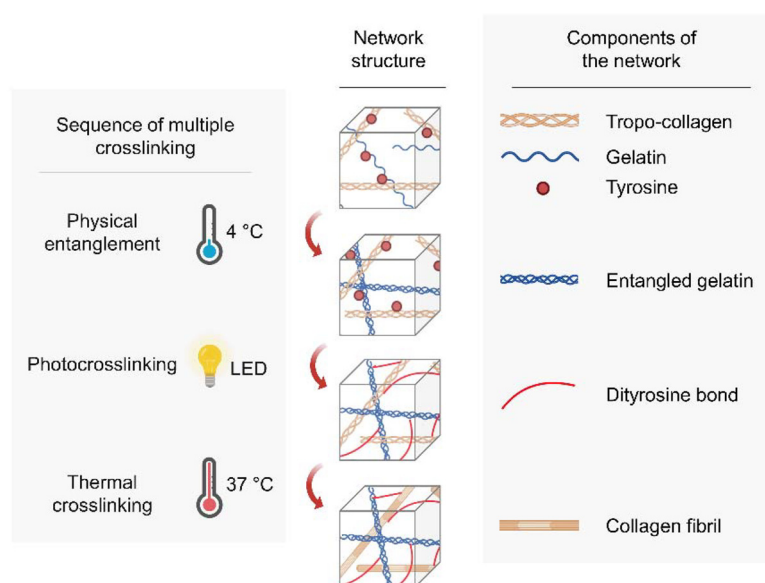 Network
structure
Components of
the network
Sequence of multiple
crosslinking
Physical
entanglement
4 °C
Photocrosslinking
LED
Thermal
crosslinking
37 °C
Tropo-collagen
Gelatin
Tyrosine
Entangled gelatin
Dityrosine bond
Collagen fibril